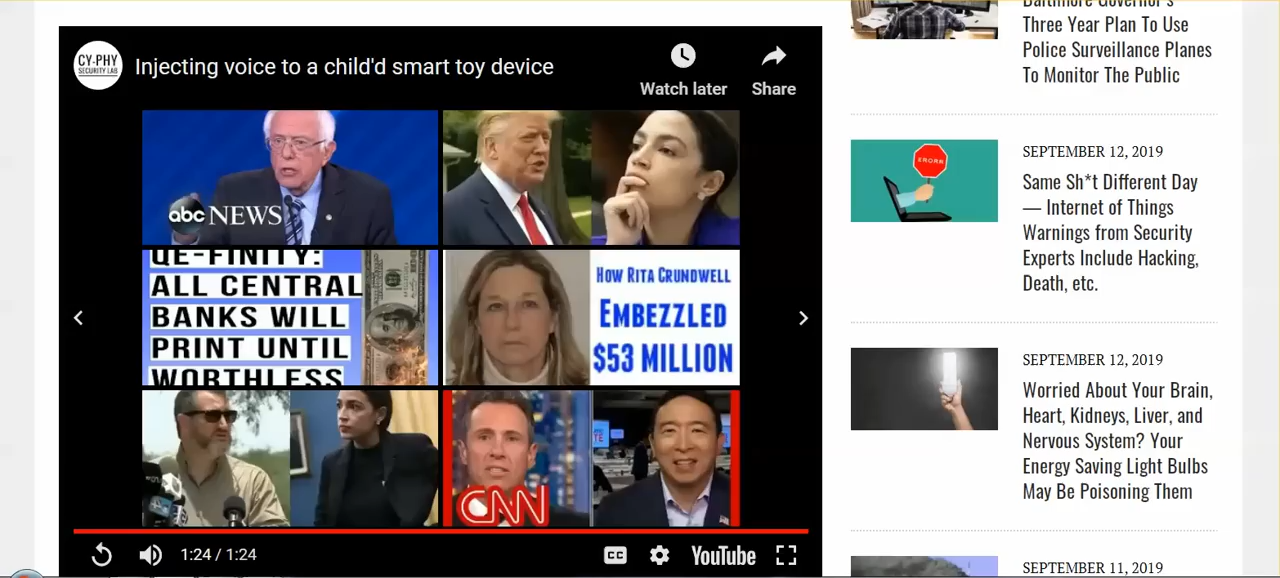 CY-PHY
SECURITY LAB
Injecting voice to a child'd smart toy device
Watch later
Share
abc NEWS
QE-FINITY:
ALL CENTRAL
BANKS WILL
PRINT UNTIL
WORTHLESS
HOW RITA CRUNDWELL
EMBEZZLED
$53 MILLION
CNN
1:24 / 1:24
CC
YouTube
Baltimore Governor's
Three Year Plan To Use
Police Surveillance Planes
To Monitor The Public
ERORR
SEPTEMBER 12, 2019
Same Sh*t Different Day
— Internet of Things
Warnings from Security
Experts Include Hacking,
Death, etc.
SEPTEMBER 12, 2019
Worried About Your Brain,
Heart, Kidneys, Liver, and
Nervous System? Your
Energy Saving Light Bulbs
May Be Poisoning Them
SEPTEMBER 11, 2019